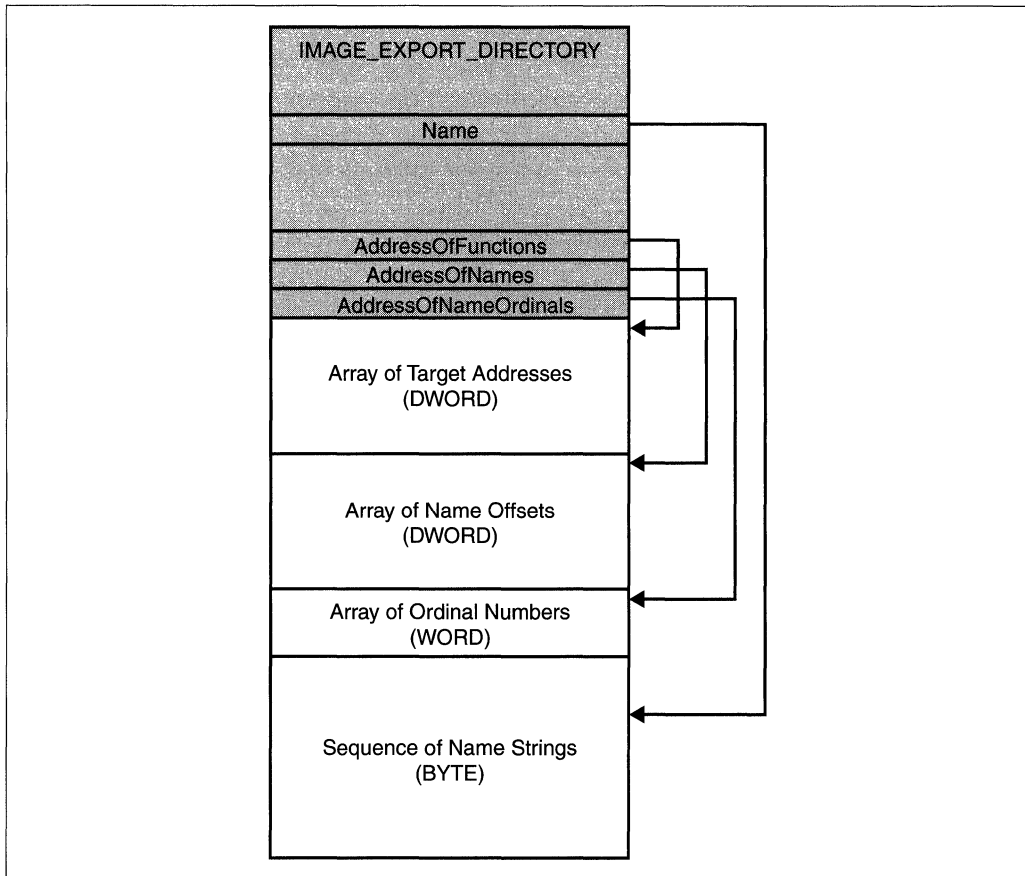 IMAGE_EXPORT_DIRECTORY
Name
AddressOfFunctions
AddressOfNames
AddressOfNameOrdinals
Array of Target Addresses
(DWORD)
Array of Name Offsets
(DWORD)
Array of Ordinal Numbers
(WORD)
Sequence of Name Strings
(BYTE)